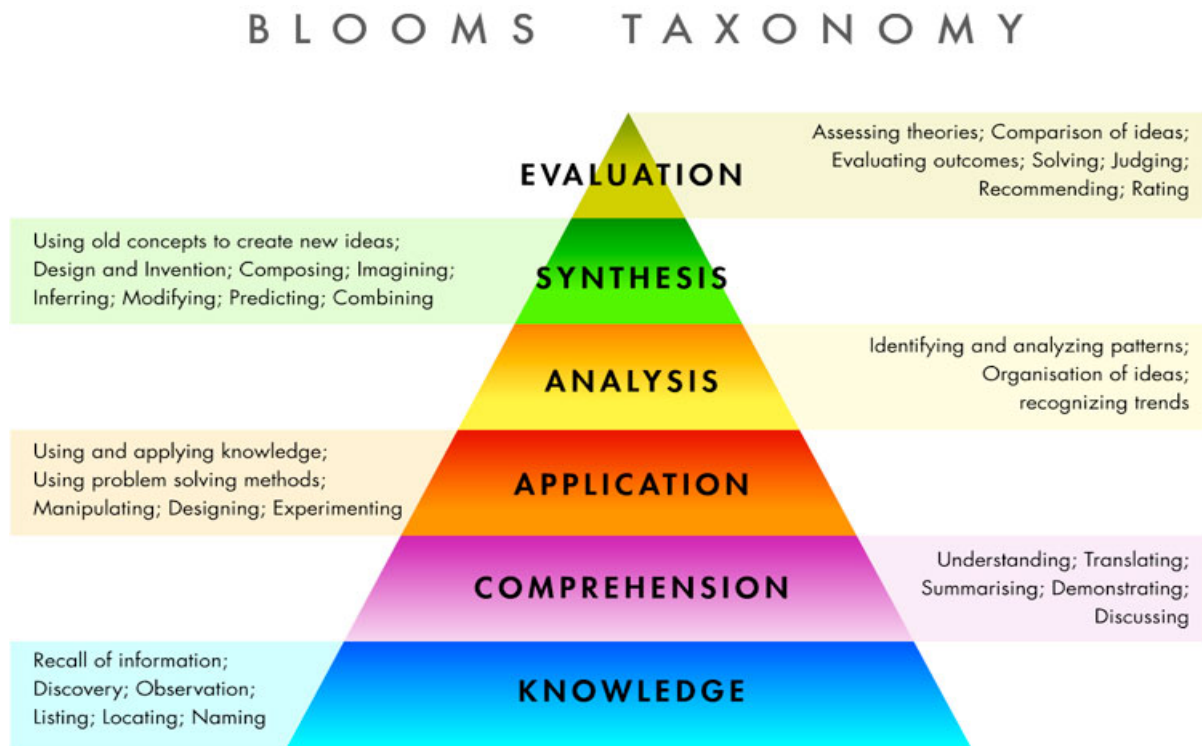 BLOOMS TAXONOMY
EVALUATION
Assessing theories; Comparison of ideas;
Evaluating outcomes; Solving; Judging;
Recommending; Rating
Using old concepts to create new ideas;
Design and Invention; Composing; Imagining;
Inferring; Modifying; Predicting; Combining
SYNTHESIS
ANALYSIS
Identifying and analyzing patterns;
Organisation of ideas;
recognizing trends
Using and applying knowledge;
Using problem solving methods;
Manipulating; Designing; Experimenting
APPLICATION
COMPREHENSION
Understanding; Translating;
Summarising; Demonstrating;
Discussing
Recall of information;
Discovery; Observation;
Listing; Locating; Naming
KNOWLEDGE